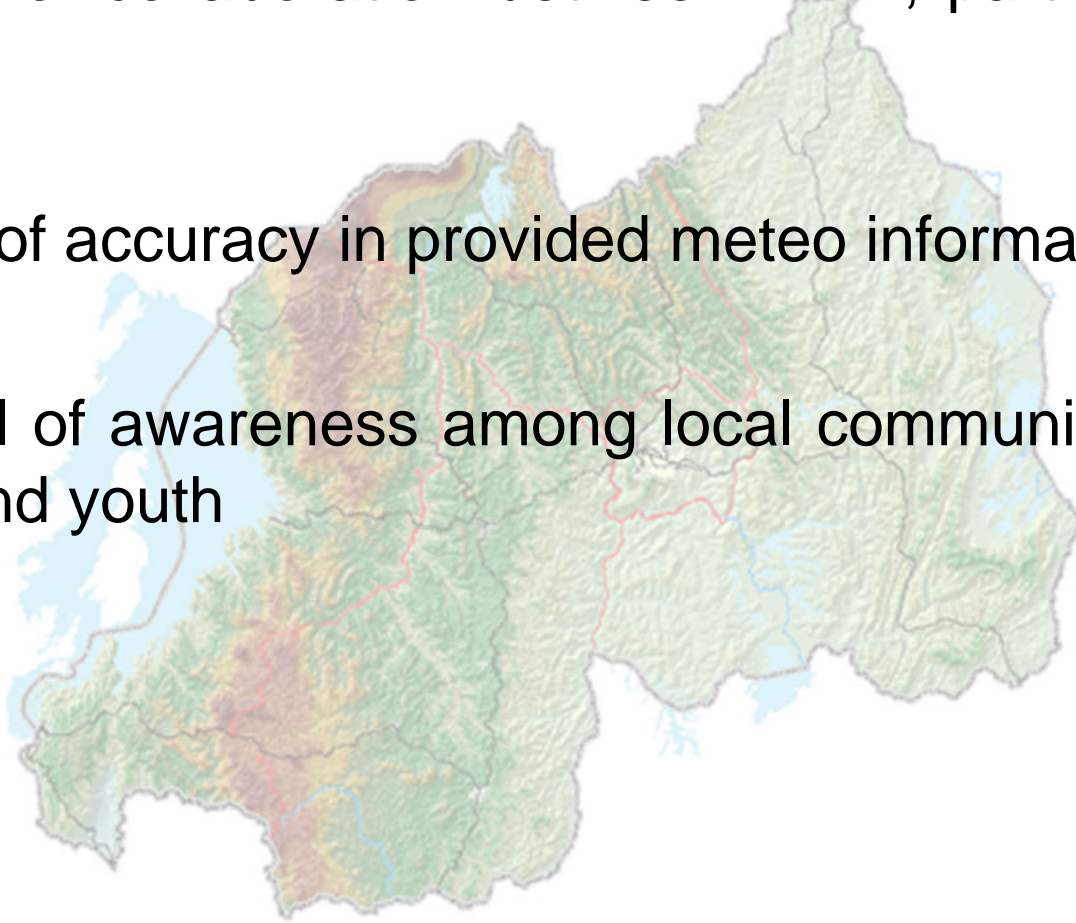 of accuracy in provided meteo informa
of awareness among local communi
nd youth